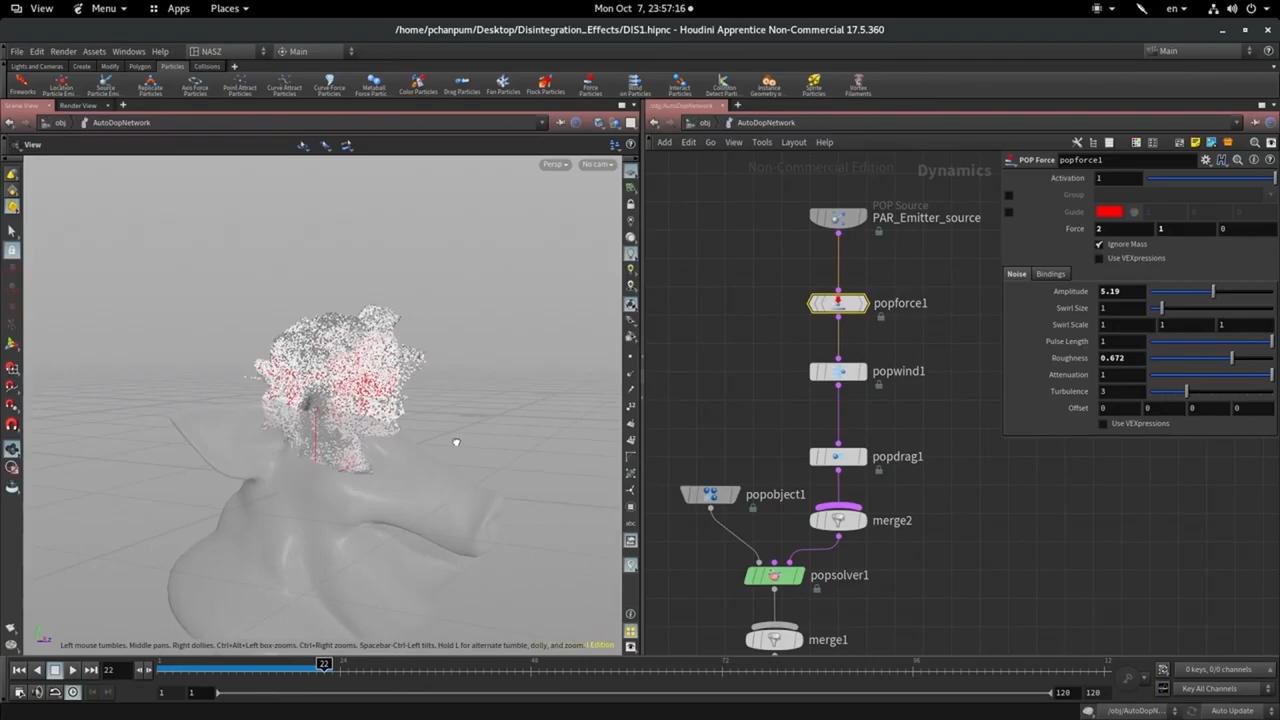 View Menu Apps Places Mon Oct 7, 23:57:16 en
/home/pchanpum/Desktop/Disintegration_Effects/DIS1.hipnc - Houdini Apprentice Non-Commercial 17.5.360
File Edit Render Assets Windows Help NASZ Main Main
Lights and Cameras Create Modify Polygon Particles Collisions
Fireworks Location Particle Emi.. Source Particle Emi.. Replicate Particles Axis Force Particles Point Attract Particles Curve Attract Particles Curve Force Particles Metaball Force Partic.. Color Particles Drag Particles Fan Particles Flock Particles Force Particles Wind on Particles Interact Particles Collision Detect Parti.. Instance Geometry o.. Sprite Particles Vortex Filaments
Scene View Render View /obj/AutoDopNetwork
obj AutoDopNetwork obj AutoDopNetwork
View Add Edit Go View Tools Layout Help
Persp No cam
Non-Commercial Edition Dynamics
POP Source
PAR_Emitter_source
popforce1
popwind1
popdrag1
popobject1
merge2
popsolver1
merge1
POP Force popforce1
Activation 1
Group
Guide
Force 2 1 0
Ignore Mass
Use VEXpressions
Noise Bindings
Amplitude 5.19
Swirl Size 1
Swirl Scale 1 1 1
Pulse Length 1
Roughness 0.672
Attenuation 1
Turbulence 3
Offset 0 0 0 0
Use VEXpressions
Left mouse tumbles. Middle pans. Right dollies. Ctrl+Alt+Left box-zooms. Ctrl+Right zooms. Spacebar-Ctrl-Left tilts. Hold L for alternate tumble, dolly, and zoom. Edition
22 1 22 24 48 72 96 12 0 keys, 0/0 channels
1 1 120 120 Key All Channels
/obj/AutoDopN... Auto Update